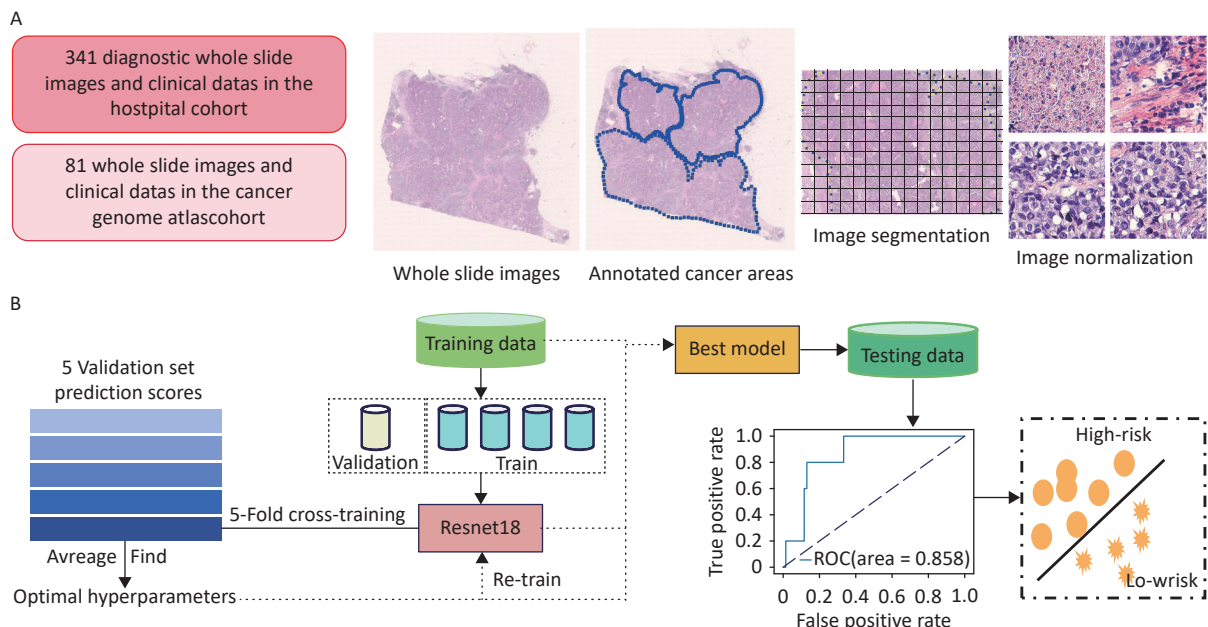 A
341 diagnostic whole slide
images and clinical datas in the
hostpital cohort
81 whole slide images and
clinical datas in the cancer
genome atlascohort
Whole slide images
Annotated cancer areas
Image segmentation
Image normalization
B
5 Validation set
prediction scores
Avreage
Find
Optimal hyperparameters
5-Fold cross-training
Training data
Validation
Train
Resnet18
Re-train
Best model
Testing data
True positive rate
1.0
0.8
0.6
0.4
0.2
0
ROC(area = 0.858)
0
0.2
0.4
0.6
0.8
1.0
False positive rate
High-risk
Lo-wrisk